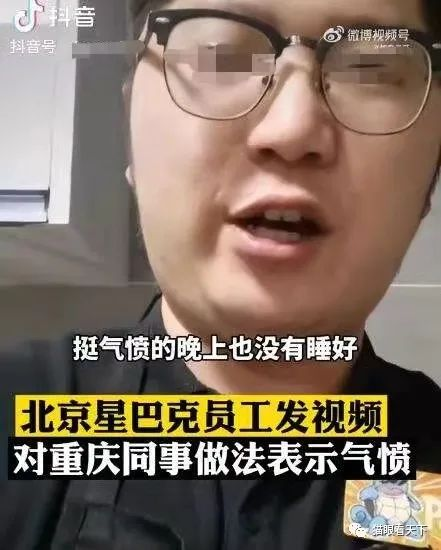 抖音
抖音号
微博视频号
挺气愤的晚上也没有睡好
北京星巴克员工发视频
对重庆同事做法表示气愤
猫眼看天下